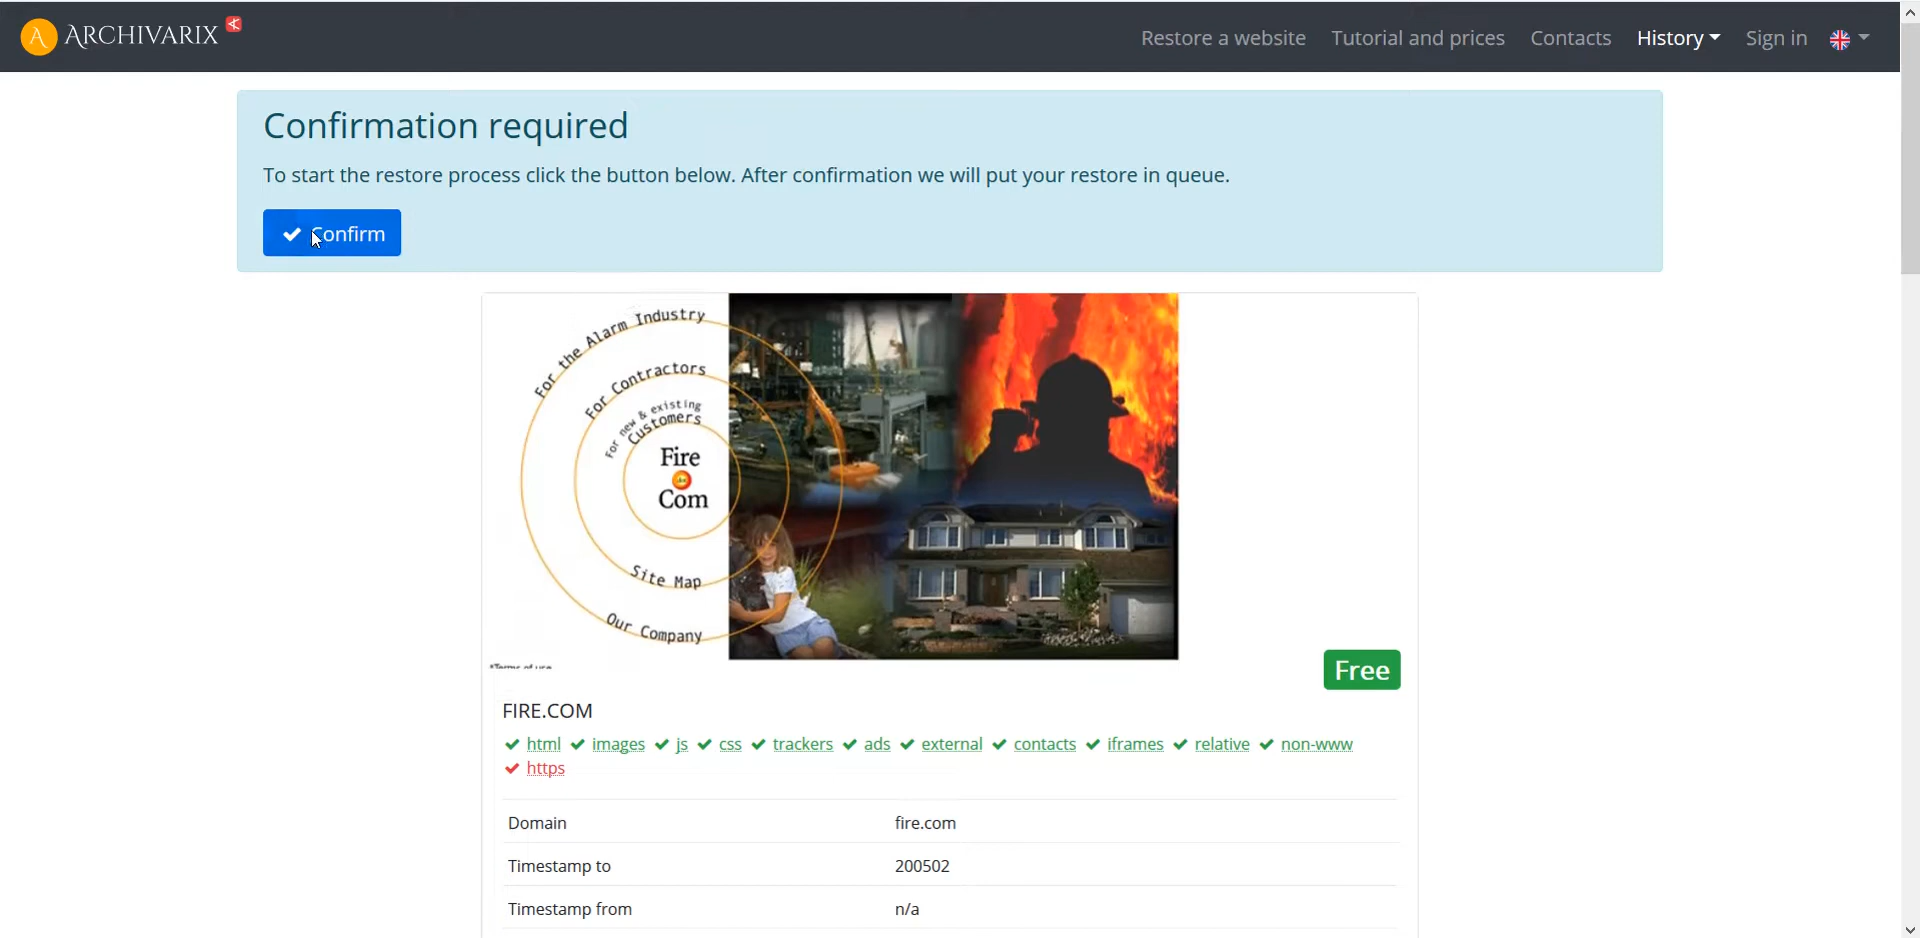 A ARCHIVARIX
Restore a website Tutorial and prices Contacts History Sign in
Confirmation required
To start the restore process click the button below. After confirmation we will put your restore in queue.
Confirm
For the Alarm Industry
For Contractors
For new & existing
Customers
Fire
Com
Site Map
Our Company
*Terms of use
Free
FIRE.COM
html images js css trackers ads external contacts iframes relative non-www
https
Domain fire.com
Timestamp to 200502
Timestamp from n/a